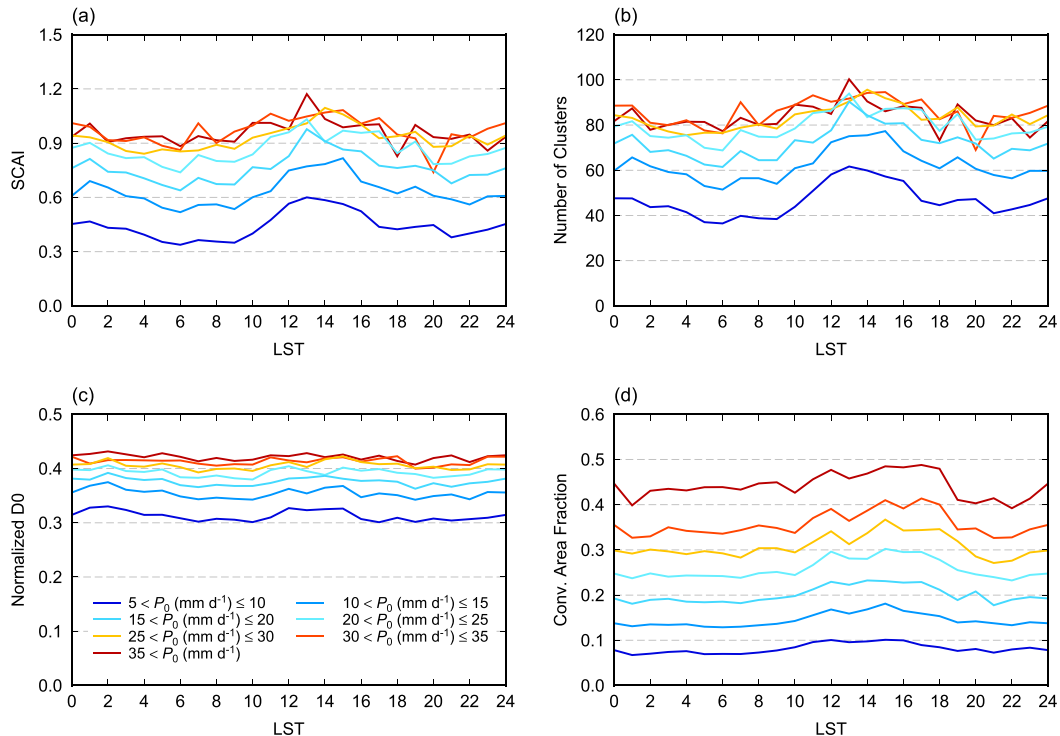 (a)
SCAI
1.5
1.2
0.9
0.6
0.3
0.0
0 2 4 6 8 10 12 14 16 18 20 22 24
LST
(b)
Number of Clusters
120
100
80
60
40
20
0
0 2 4 6 8 10 12 14 16 18 20 22 24
LST
(c)
Normalized D0
0.5
0.4
0.3
0.2
0.1
0.0
5 < P₀ (mm d⁻¹) ≤ 10
10 < P₀ (mm d⁻¹) ≤ 15
15 < P₀ (mm d⁻¹) ≤ 20
20 < P₀ (mm d⁻¹) ≤ 25
25 < P₀ (mm d⁻¹) ≤ 30
30 < P₀ (mm d⁻¹) ≤ 35
35 < P₀ (mm d⁻¹)
0 2 4 6 8 10 12 14 16 18 20 22 24
LST
(d)
Conv. Area Fraction
0.6
0.5
0.4
0.3
0.2
0.1
0.0
0 2 4 6 8 10 12 14 16 18 20 22 24
LST